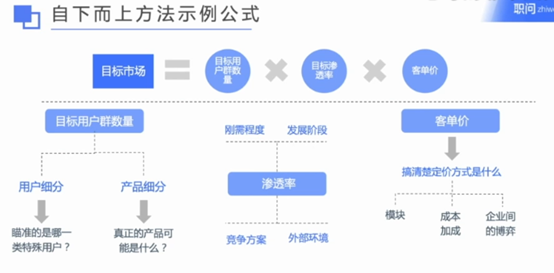 自下而上方法示例公式
职问 zhiwe
目标市场
目标用户群数
量
目标渗
透率
客单价
目标用户群数量
刚需程度
发展阶段
客单价
用户细分
产品细分
渗透率
搞清楚定价方式是什么
瞄准的是哪一
类特殊用户？
真正的产品可
能是什么？
竞争方案
外部环境
模块
成本
加成
企业间
的博弈